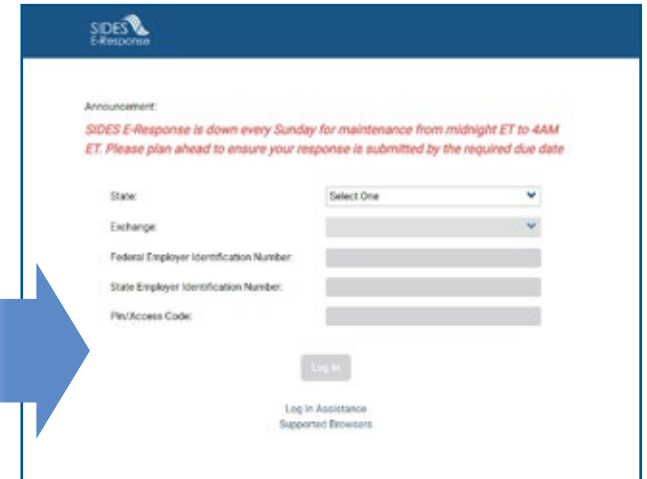 SIDES
E-Response
Announcement:
SIDES E-Response is down every Sunday for maintenance from midnight ET to 4AM
ET. Please plan ahead to ensure your response is submitted by the required due date
State:
Select One
Exchange:
Federal Employer Identification Number:
State Employer Identification Number:
Pin/Access Code:
Log In
Log In Assistance
Supported Browsers